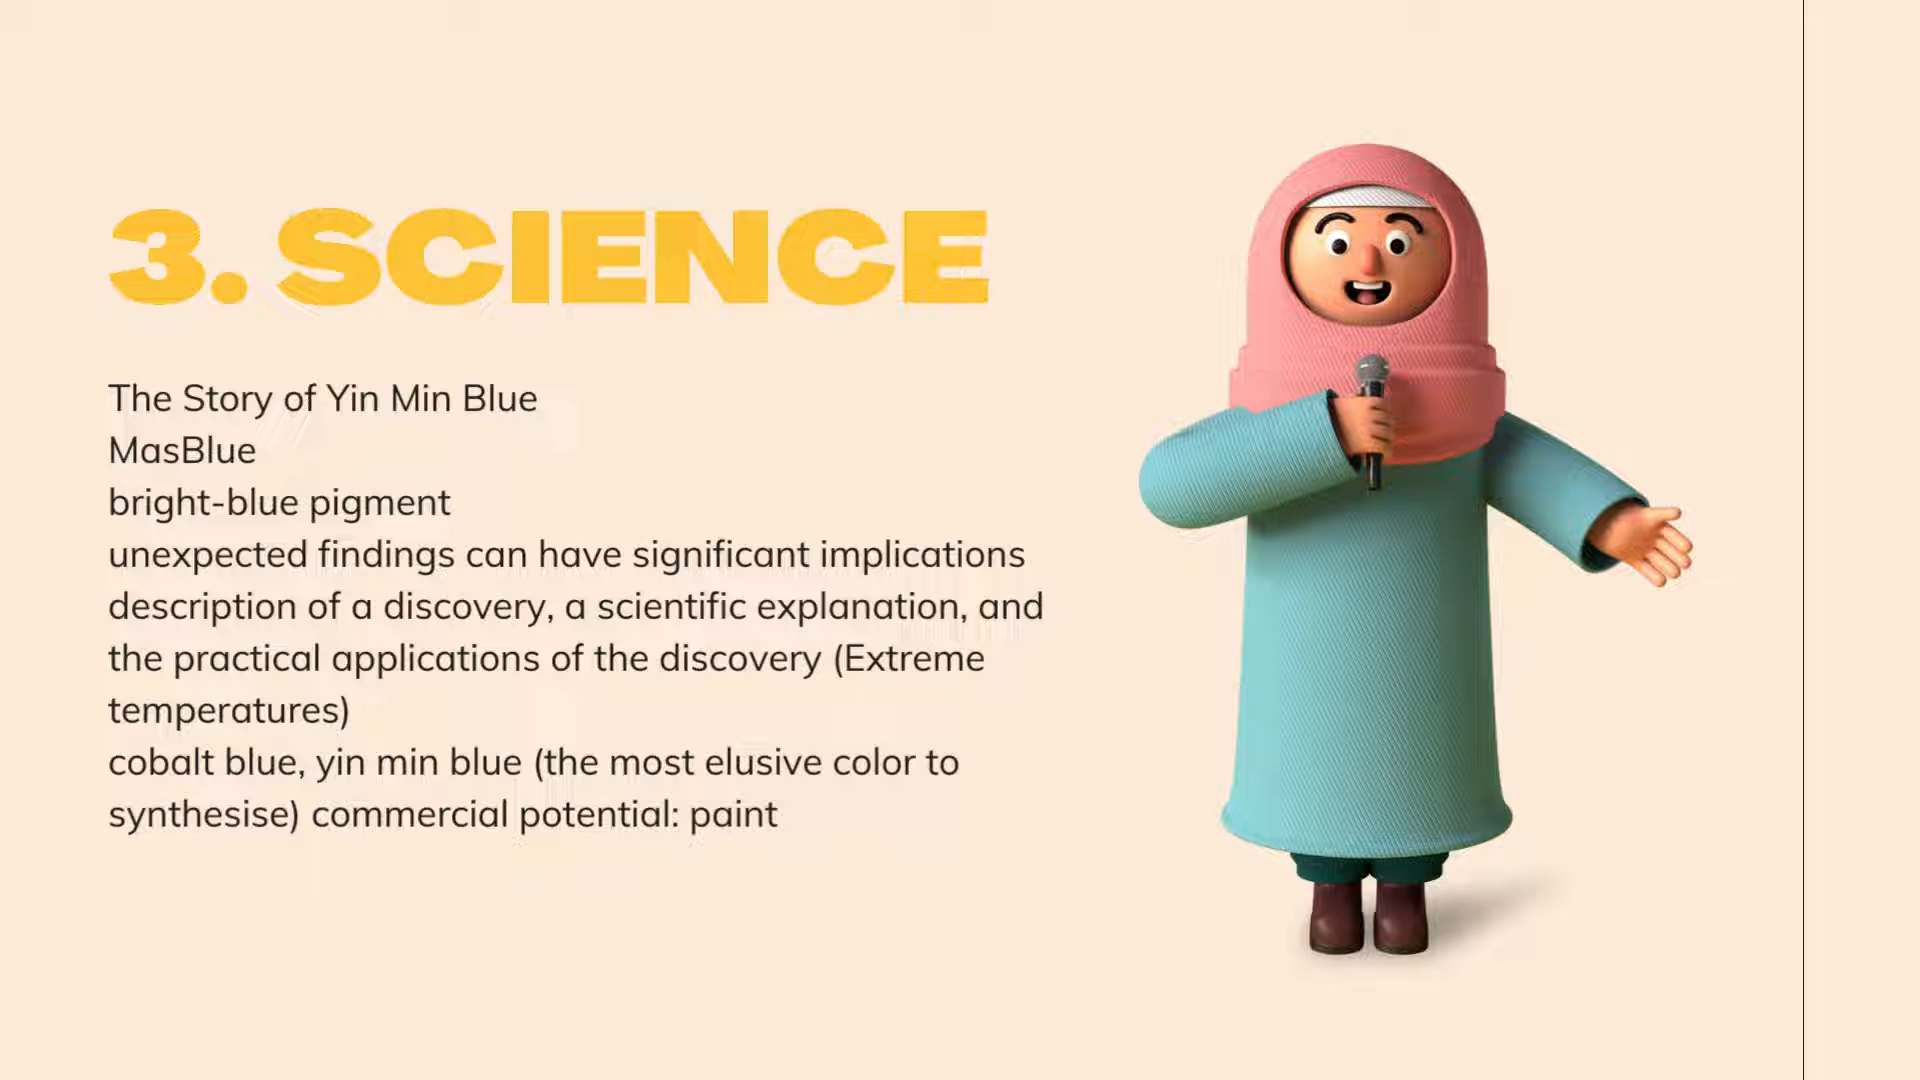 3. SCIENCE
The Story of Yin Min Blue
MasBlue
bright-blue pigment
unexpected findings can have significant implications
description of a discovery, a scientific explanation, and
the practical applications of the discovery (Extreme
temperatures)
cobalt blue, yin min blue (the most elusive color to
synthesise) commercial potential: paint